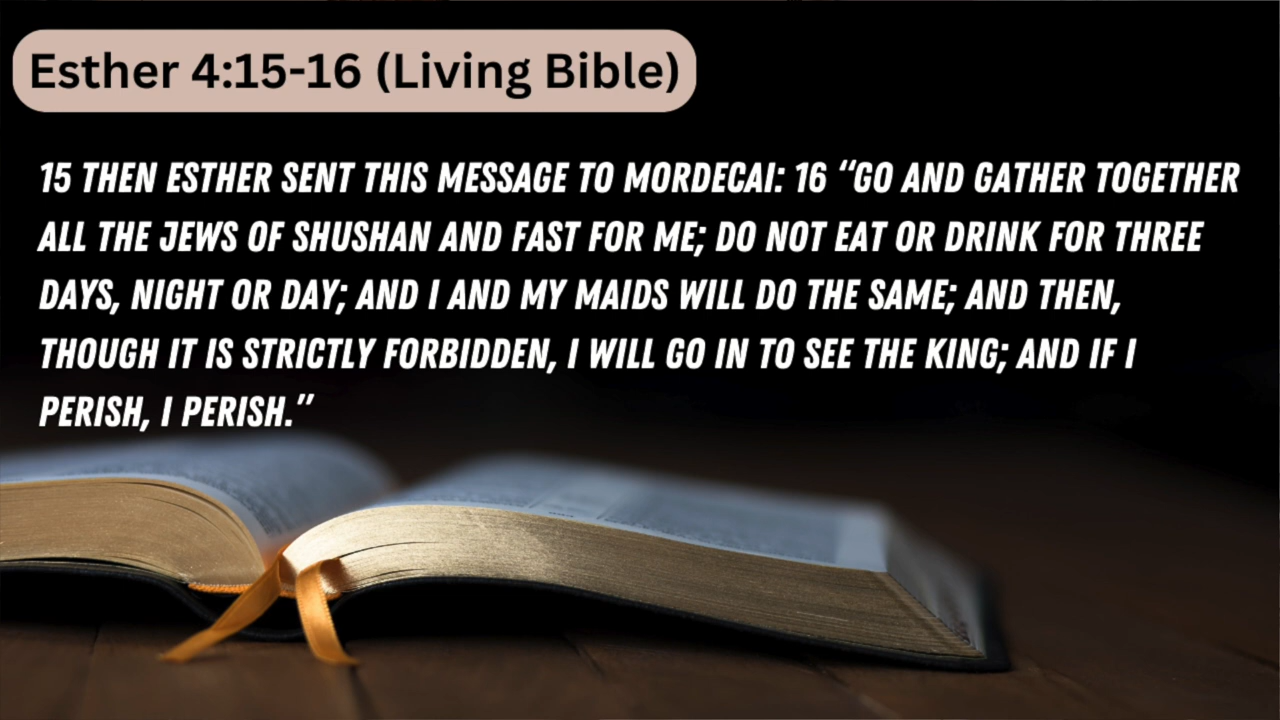 Esther 4:15-16 (Living Bible)
15 THEN ESTHER SENT THIS MESSAGE TO MORDECAI: 16 “GO AND GATHER TOGETHER
ALL THE JEWS OF SHUSHAN AND FAST FOR ME; DO NOT EAT OR DRINK FOR THREE
DAYS, NIGHT OR DAY; AND I AND MY MAIDS WILL DO THE SAME; AND THEN,
THOUGH IT IS STRICTLY FORBIDDEN, I WILL GO IN TO SEE THE KING; AND IF I
PERISH, I PERISH.”